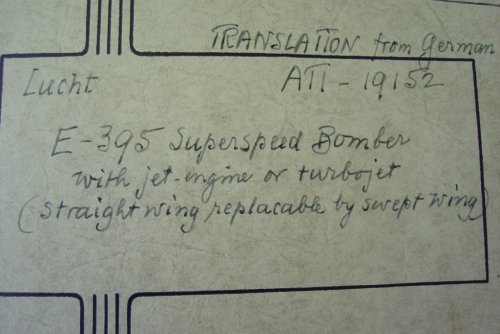 TRANSLATION from German
Lucht ATI - 19152
E-395 Superspeed Bomber
with jet-engine or turbojet
(straight wing replacable by swept wing)